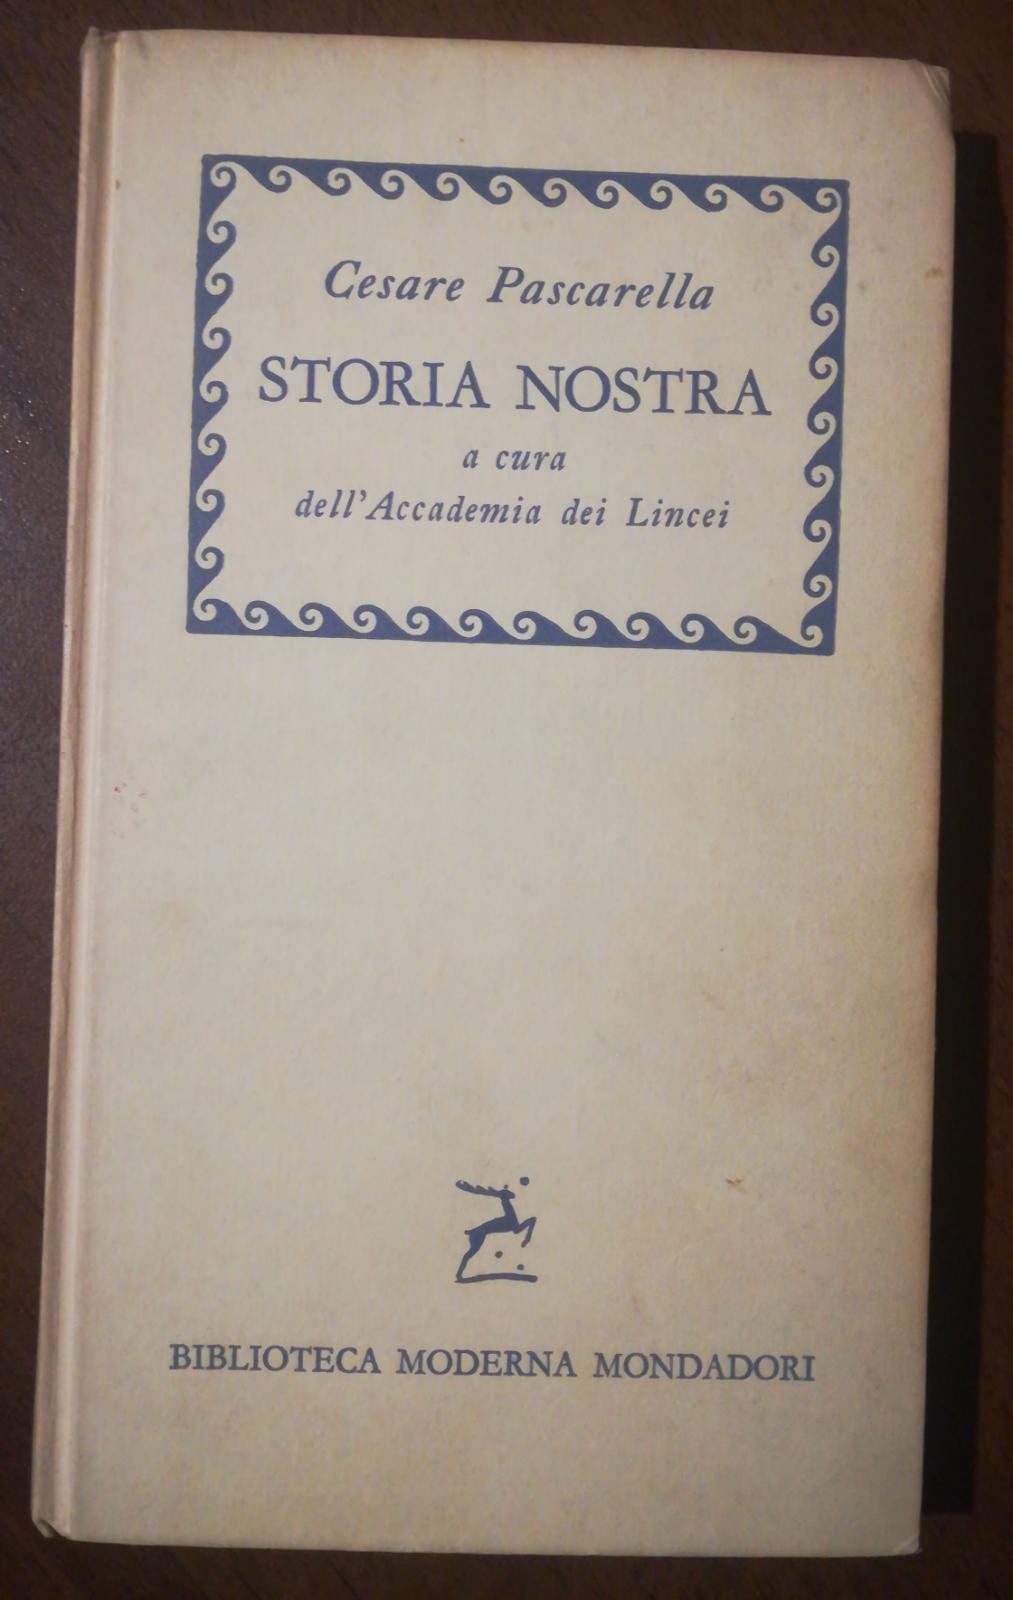 Cesare Pascarella
STORIA NOSTRA
a cura
dell'Accademia dei Lincei
BIBLIOTECA MODERNA MONDADORI